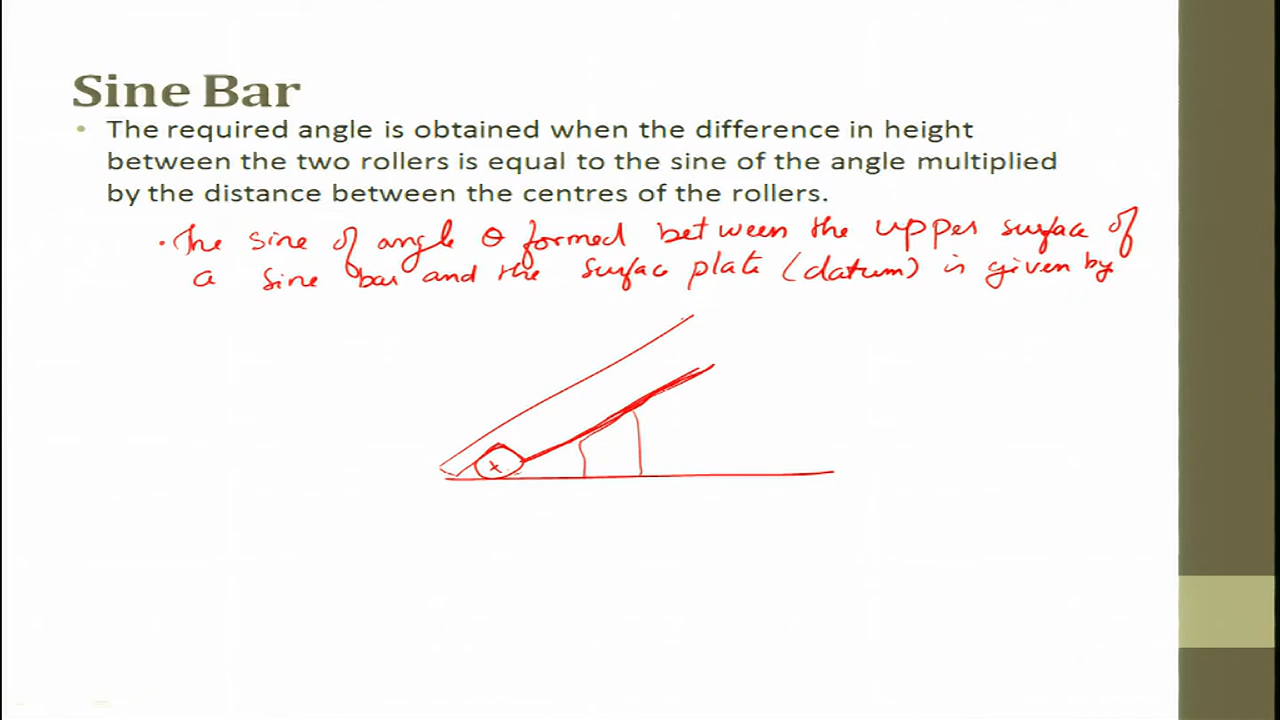 Sine Bar
• The required angle is obtained when the difference in height
between the two rollers is equal to the sine of the angle multiplied
by the distance between the centres of the rollers.
• The sine of angle θ formed between the upper surface of
a sine bar and the surface plate (datum) is given by